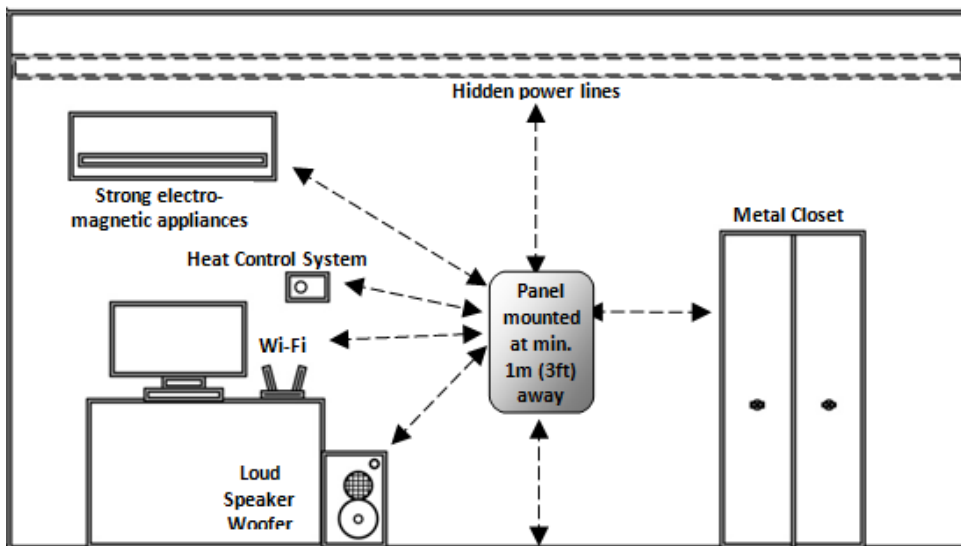 Hidden power lines
Strong electro-
magnetic appliances
Metal Closet
Heat Control System
Panel
mounted
at min.
1m (3ft)
away
Wi-Fi
Loud
Speaker
Woofer